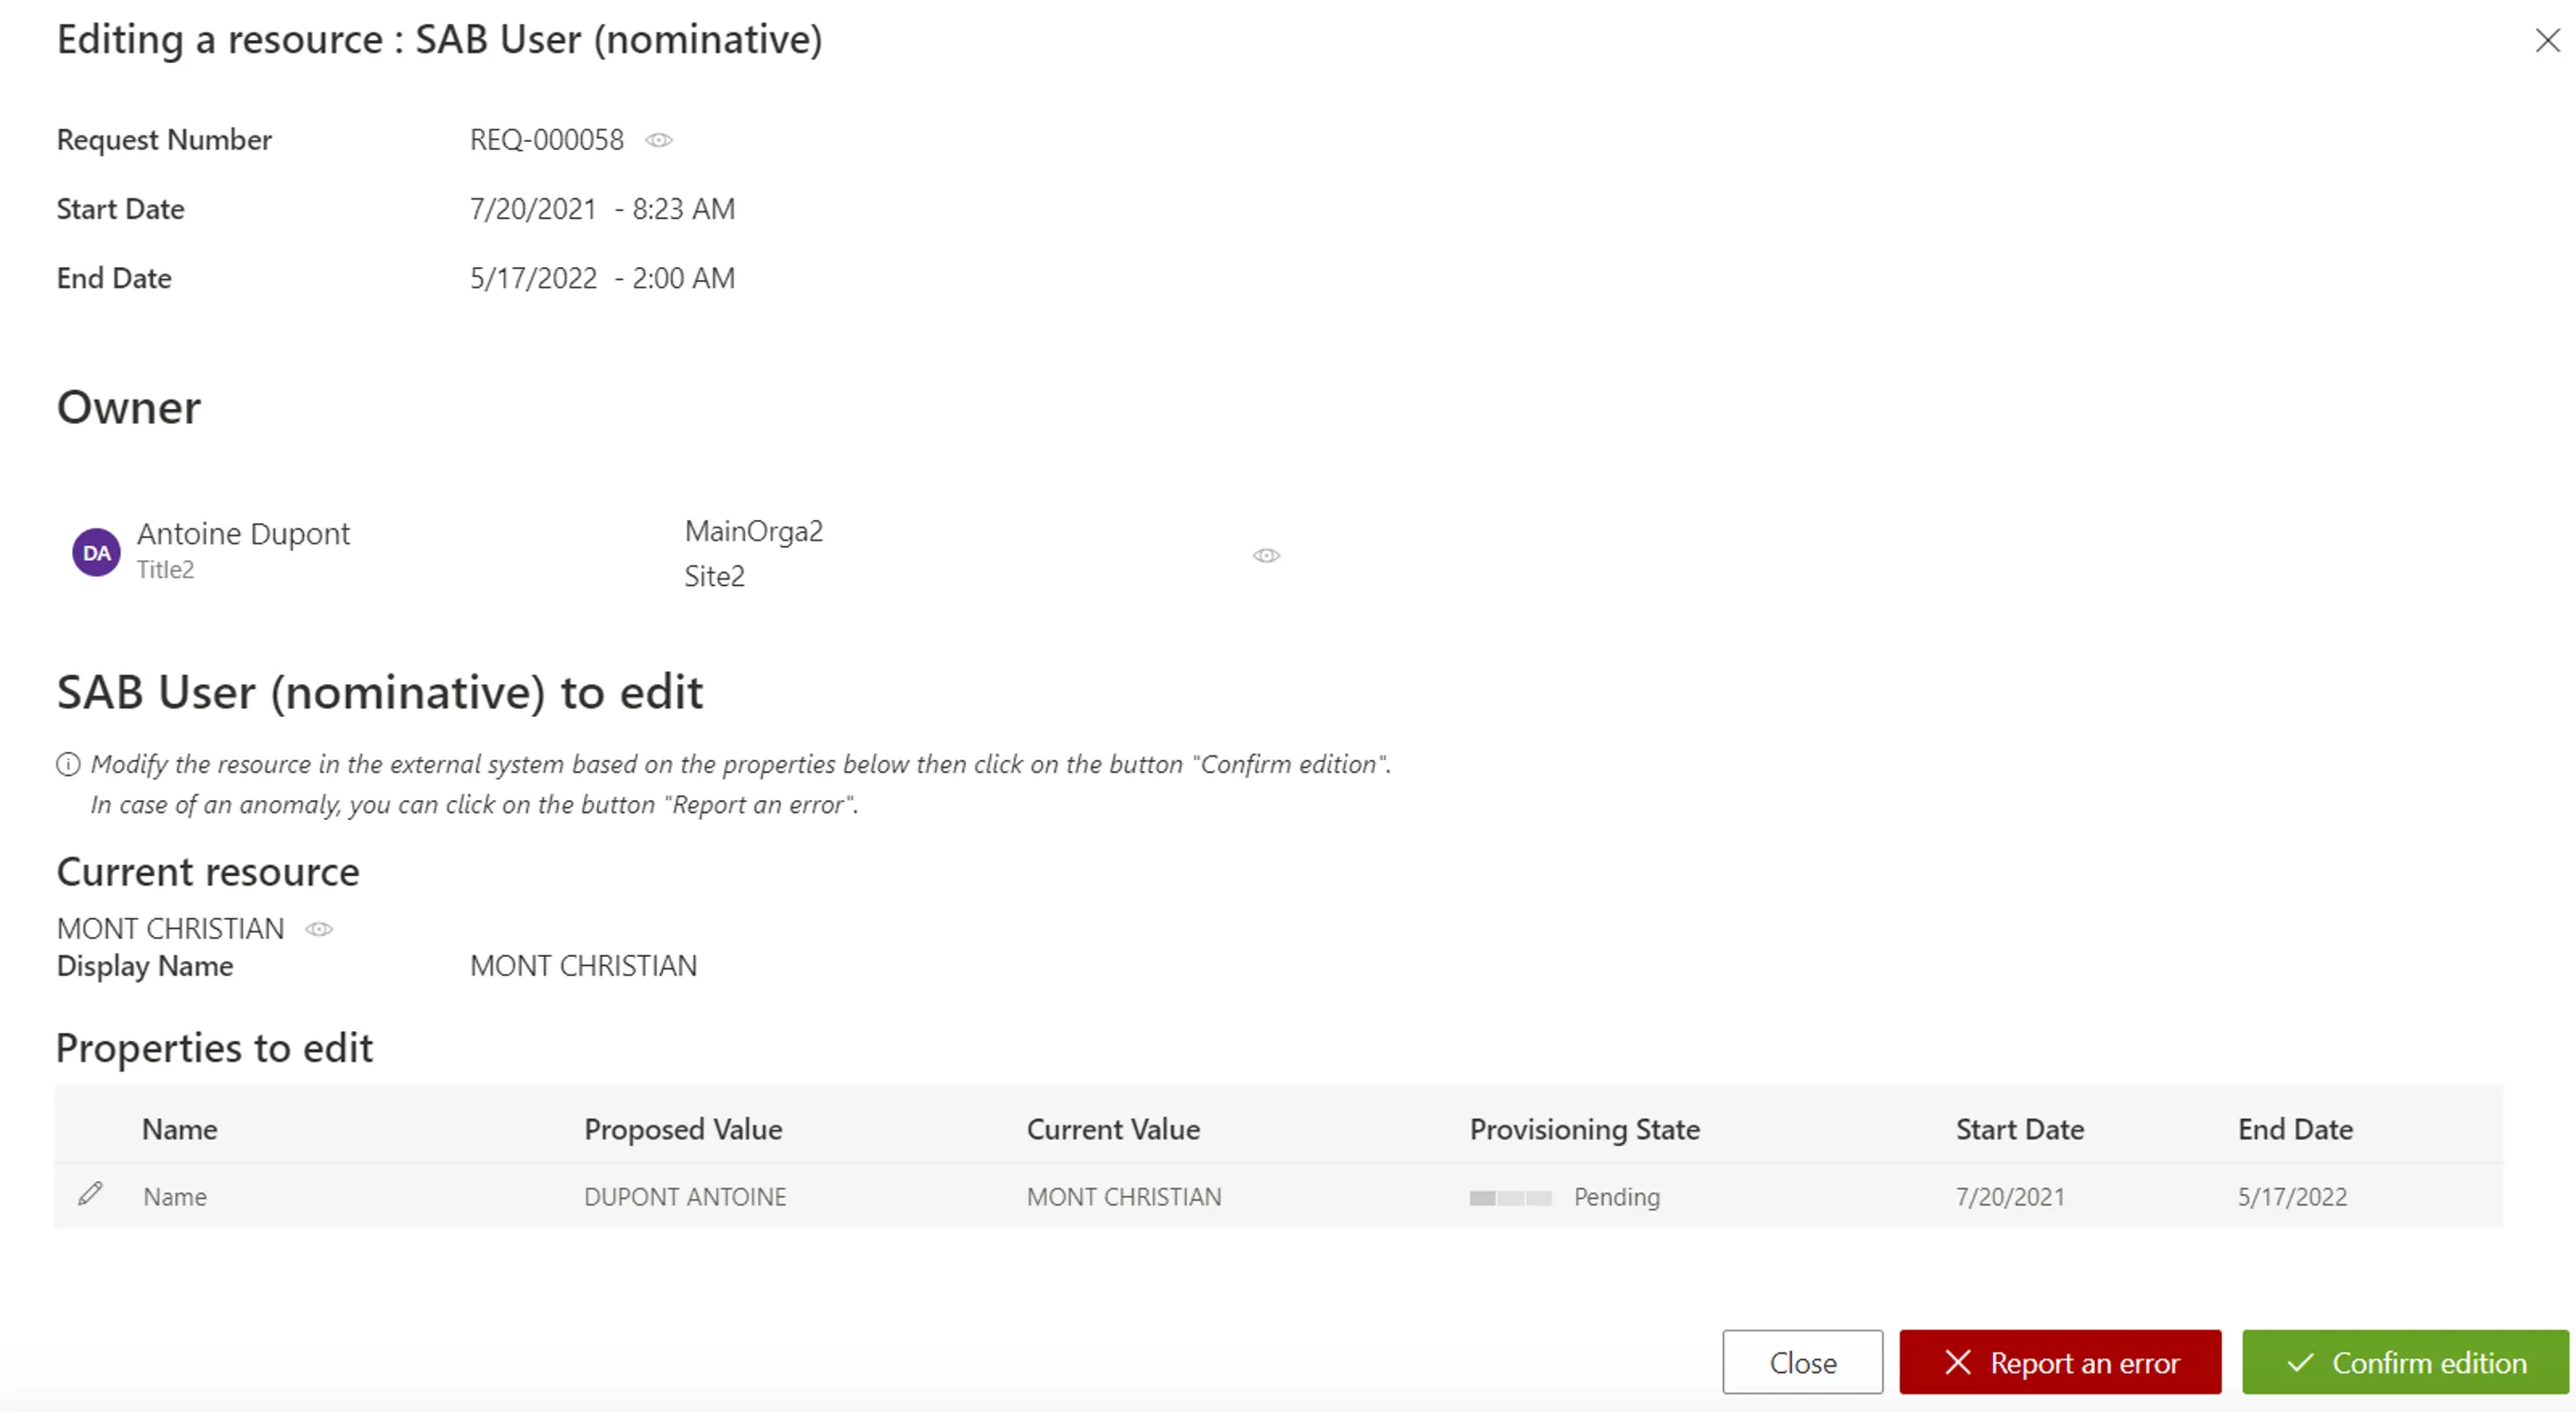 Editing a resource : SAB User (nominative)
Request Number REQ-000058
Start Date 7/20/2021 - 8:23 AM
End Date 5/17/2022 - 2:00 AM
Owner
DA Antoine Dupont MainOrga2
Title2 Site2
SAB User (nominative) to edit
Modify the resource in the external system based on the properties below then click on the button "Confirm edition".
In case of an anomaly, you can click on the button "Report an error".
Current resource
MONT CHRISTIAN
Display Name MONT CHRISTIAN
Properties to edit
Name Proposed Value Current Value Provisioning State Start Date End Date
Name DUPONT ANTOINE MONT CHRISTIAN Pending 7/20/2021 5/17/2022
Close Report an error Confirm edition